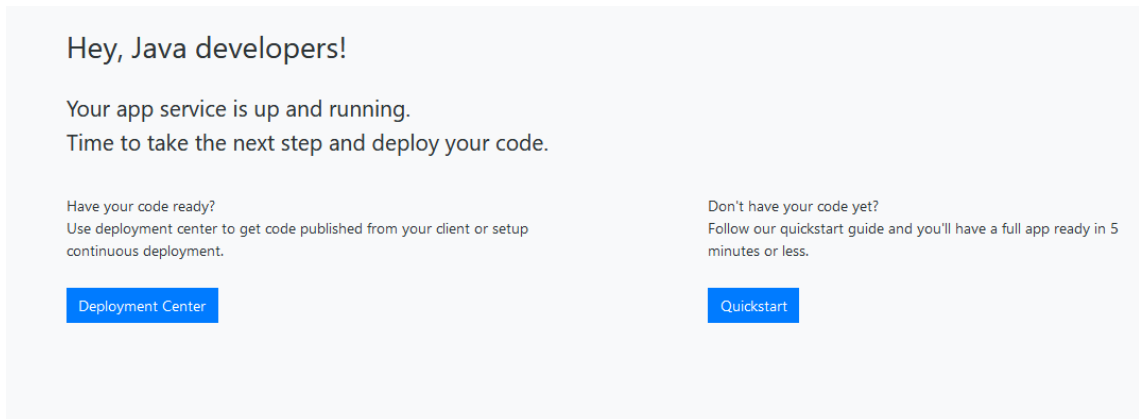 Hey, Java developers!
Your app service is up and running.
Time to take the next step and deploy your code.
Have your code ready?
Use deployment center to get code published from your client or setup
continuous deployment.
Deployment Center
Don't have your code yet?
Follow our quickstart guide and you'll have a full app ready in 5
minutes or less.
Quickstart